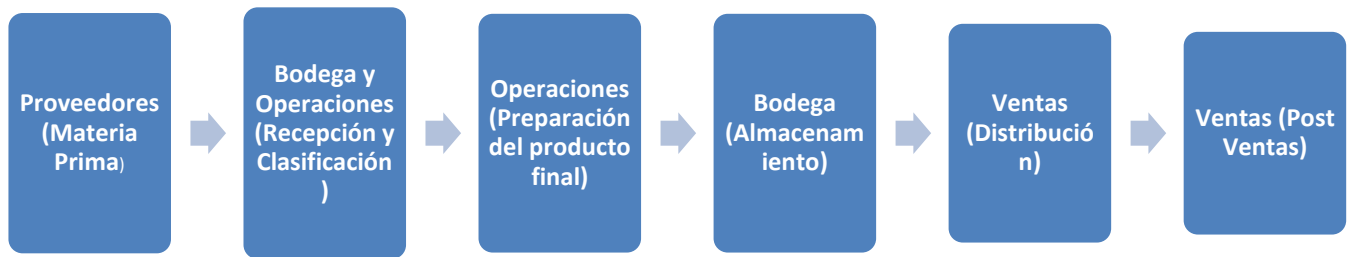 Proveedores
(Materia
Prima)
Bodega y
Operaciones
(Recepción y
Clasificación
)
Operaciones
(Preparación
del producto
final)
Bodega
(Almacenam
iento)
Ventas
(Distribució
n)
Ventas (Post
Ventas)